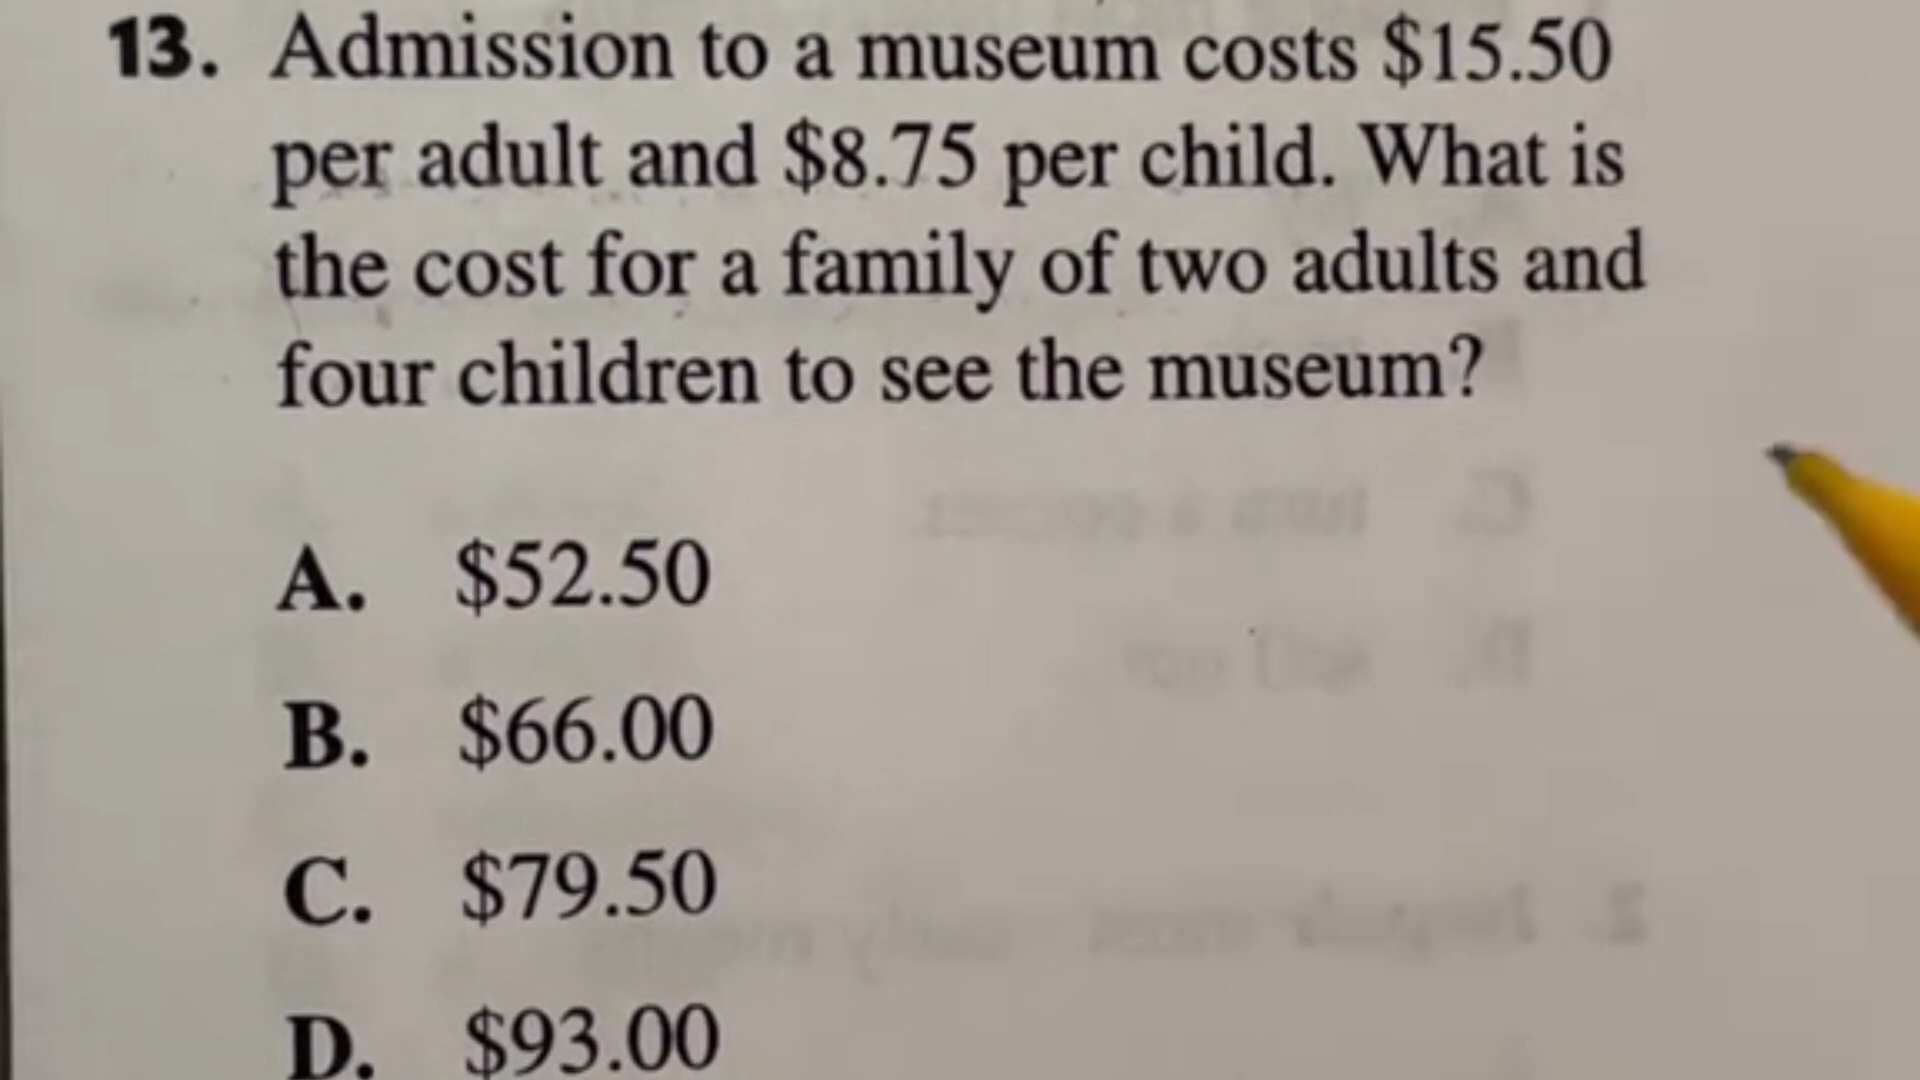 13. Admission to a museum costs $15.50
per adult and $8.75 per child. What is
the cost for a family of two adults and
four children to see the museum?
A. $52.50
B. $66.00
C. $79.50
D. $93.00